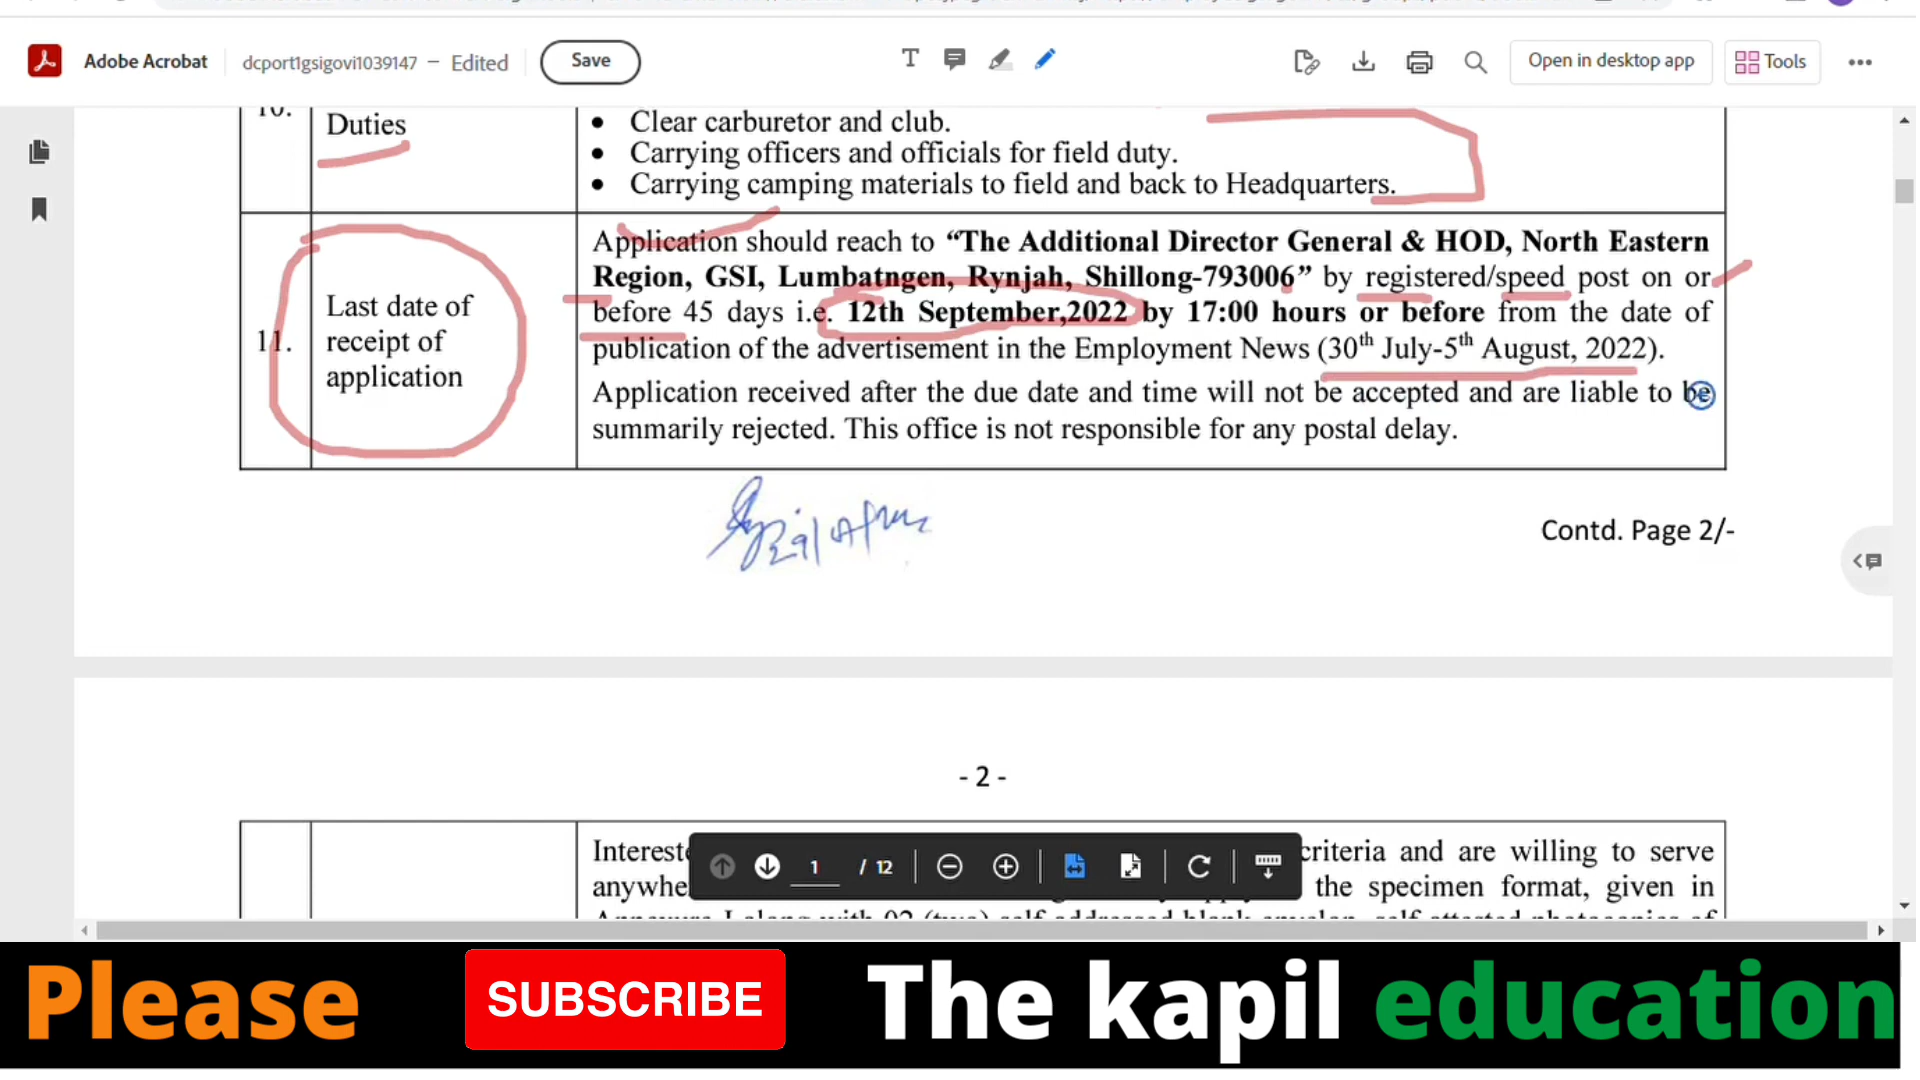 Adobe Acrobat dcport1gsigovi1039147 – Edited Save T Open in desktop app Tools
10. Duties
• Clear carburetor and club.
• Carrying officers and officials for field duty.
• Carrying camping materials to field and back to Headquarters.
11. Last date of receipt of application
Application should reach to “The Additional Director General & HOD, North Eastern
Region, GSI, Lumbatngen, Rynjah, Shillong-793006” by registered/speed post on or
before 45 days i.e. 12th September,2022 by 17:00 hours or before from the date of
publication of the advertisement in the Employment News (30th July-5th August, 2022).
Application received after the due date and time will not be accepted and are liable to be
summarily rejected. This office is not responsible for any postal delay.
Contd. Page 2/-
- 2 -
criteria and are willing to serve
the specimen format, given in
1 / 12
Please SUBSCRIBE The kapil education